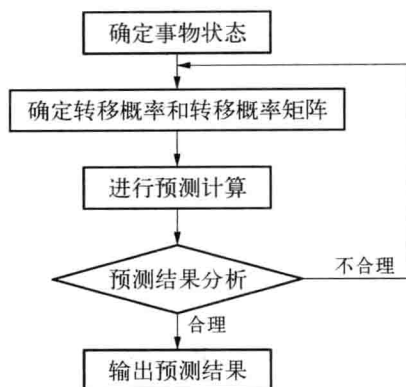 确定事物状态
确定转移概率和转移概率矩阵
进行预测计算
预测结果分析
不合理
合理
输出预测结果